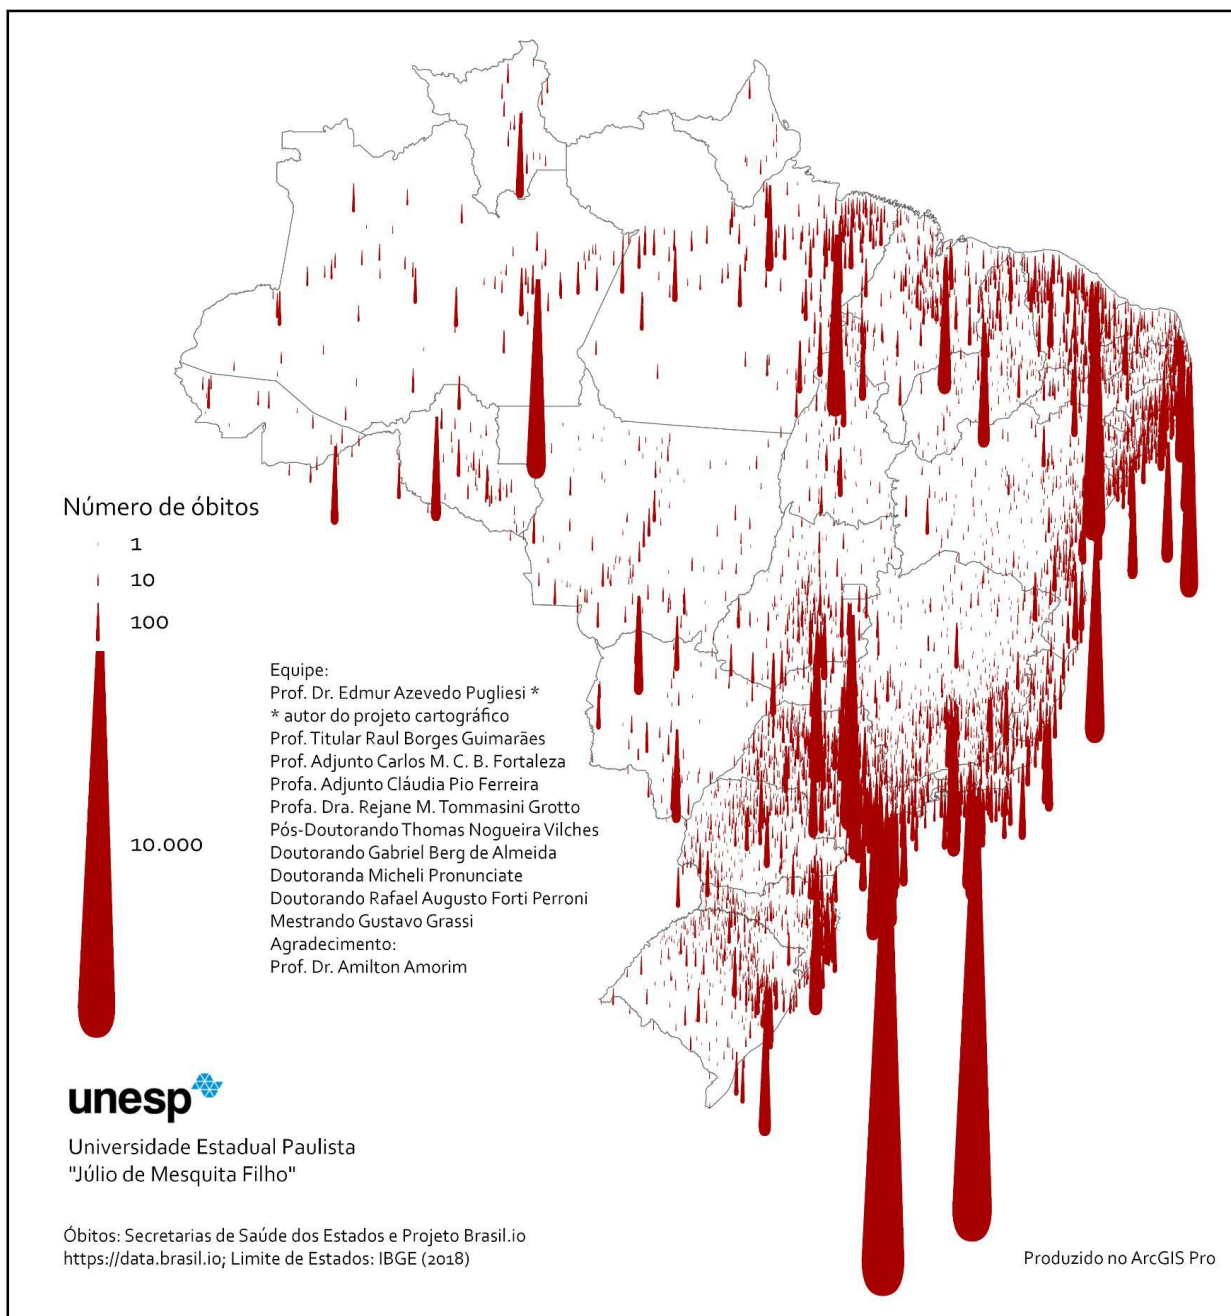 Número de óbitos
1
10
100
10.000
Equipe:
Prof. Dr. Edmur Azevedo Pugliesi *
* autor do projeto cartográfico
Prof. Titular Raul Borges Guimarães
Prof. Adjunto Carlos M. C. B. Fortaleza
Profa. Adjunto Cláudia Pio Ferreira
Profa. Dra. Rejane M. Tommasini Grotto
Pós-Doutorando Thomas Nogueira Vilches
Doutorando Gabriel Berg de Almeida
Doutoranda Micheli Pronunciate
Doutorando Rafael Augusto Forti Perroni
Mestrando Gustavo Grassi
Agradecimento:
Prof. Dr. Amilton Amorim
unesp
Universidade Estadual Paulista
"Júlio de Mesquita Filho"
Óbitos: Secretarias de Saúde dos Estados e Projeto Brasil.io
https://data.brasil.io; Limite de Estados: IBGE (2018)
Produzido no ArcGIS Pro